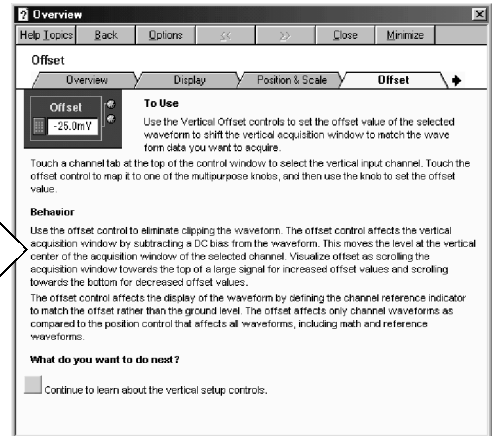 ? Overview
Help Topics Back Options << >> Close Minimize
Offset
Overview Display Position & Scale Offset
Offset
-25.0mV
To Use
Use the Vertical Offset controls to set the offset value of the selected
waveform to shift the vertical acquisition window to match the wave
form data you want to acquire.
Touch a channel tab at the top of the control window to select the vertical input channel. Touch the
offset control to map it to one of the multipurpose knobs, and then use the knob to set the offset
value.
Behavior
Use the offset control to eliminate clipping the waveform. The offset control affects the vertical
acquisition window by subtracting a DC bias from the waveform. This moves the level at the vertical
center of the acquisition window of the selected channel. Visualize offset as scrolling the
acquisition window towards the top of a large signal for increased offset values and scrolling
towards the bottom for decreased offset values.
The offset control affects the display of the waveform by defining the channel reference indicator
to match the offset rather than the ground level. The offset affects only channel waveforms as
compared to the position control that affects all waveforms, including math and reference
waveforms.
What do you want to do next?
Continue to learn about the vertical setup controls.